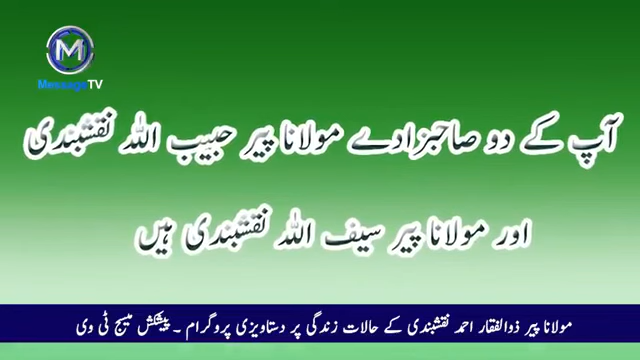 M
MessageTV
آپ کے دو صاحبزادے مولانا پیر حبیب اللہ نقشبندی
اور مولانا پیر سیف اللہ نقشبندی ہیں
مولانا پیر ذوالفقار احمد نقشبندی کے حالات زندگی پر دستاویزی پروگرام ۔ پیشکش میسج ٹی وی